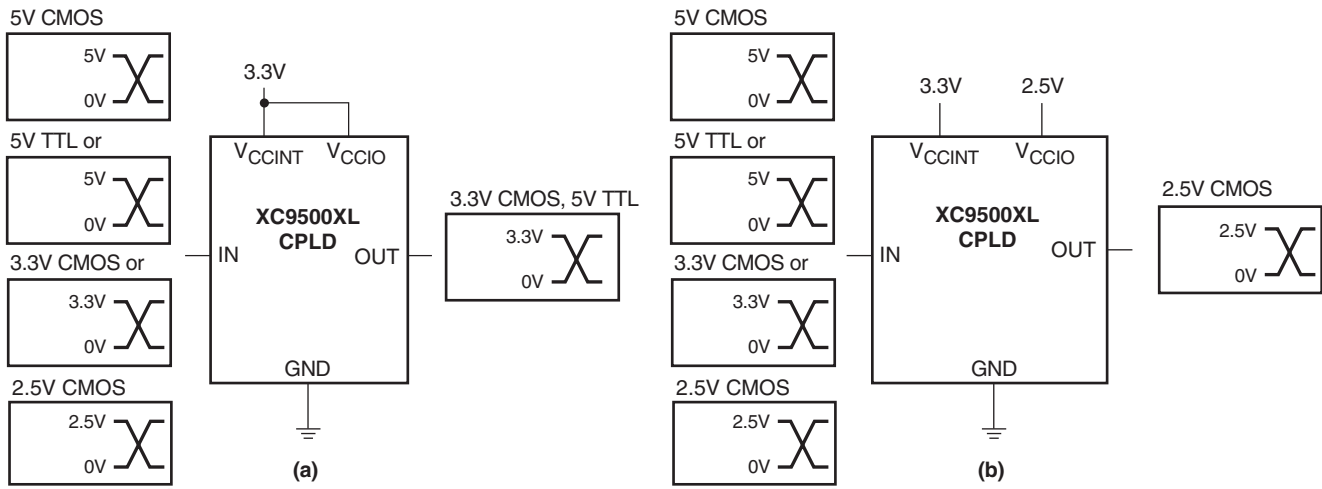 5V CMOS
5V
0V
5V TTL or
5V
0V
3.3V CMOS or
3.3V
0V
2.5V CMOS
2.5V
0V
3.3V
VCCINT VCCIO
XC9500XL
CPLD
IN OUT
GND
3.3V CMOS, 5V TTL
3.3V
0V
(a)
5V CMOS
5V
0V
5V TTL or
5V
0V
3.3V CMOS or
3.3V
0V
2.5V CMOS
2.5V
0V
3.3V 2.5V
VCCINT VCCIO
XC9500XL
CPLD
IN OUT
GND
2.5V CMOS
2.5V
0V
(b)